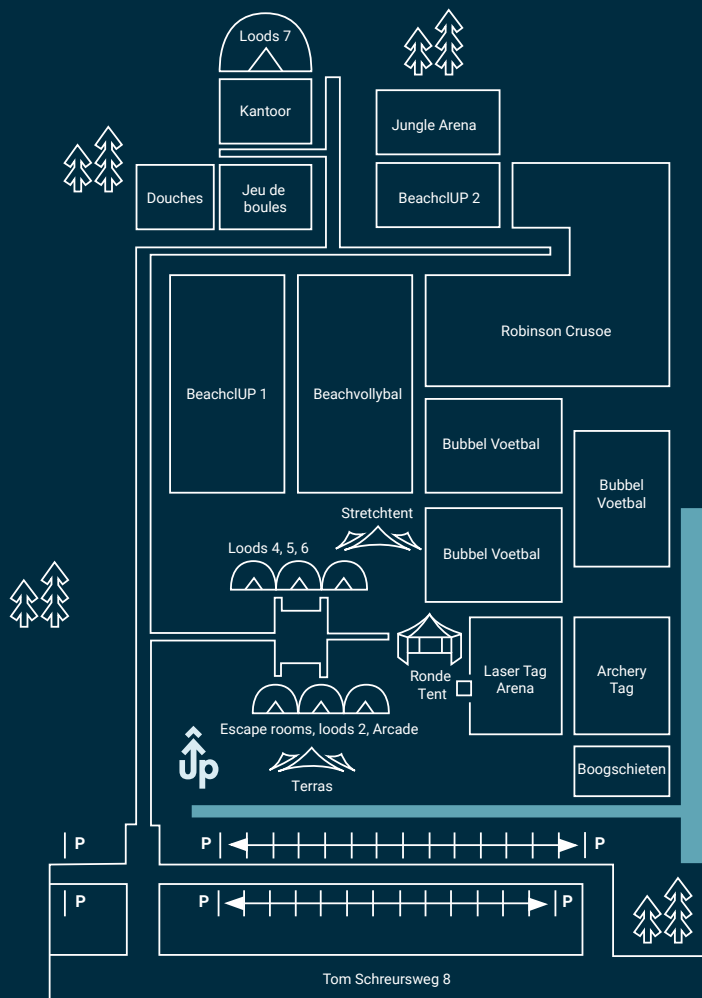 Loods 7
Kantoor
Jungle Arena
Douches
Jeu de
boules
BeachclUP 2
Robinson Crusoe
BeachclUP 1
Beachvollybal
Bubbel Voetbal
Bubbel
Voetbal
Stretchtent
Loods 4, 5, 6
Bubbel Voetbal
Ronde
Tent
Laser Tag
Arena
Archery
Tag
Escape rooms, loods 2, Arcade
up
Terras
Boogschieten
P
P
P
P
P
P
Tom Schreursweg 8